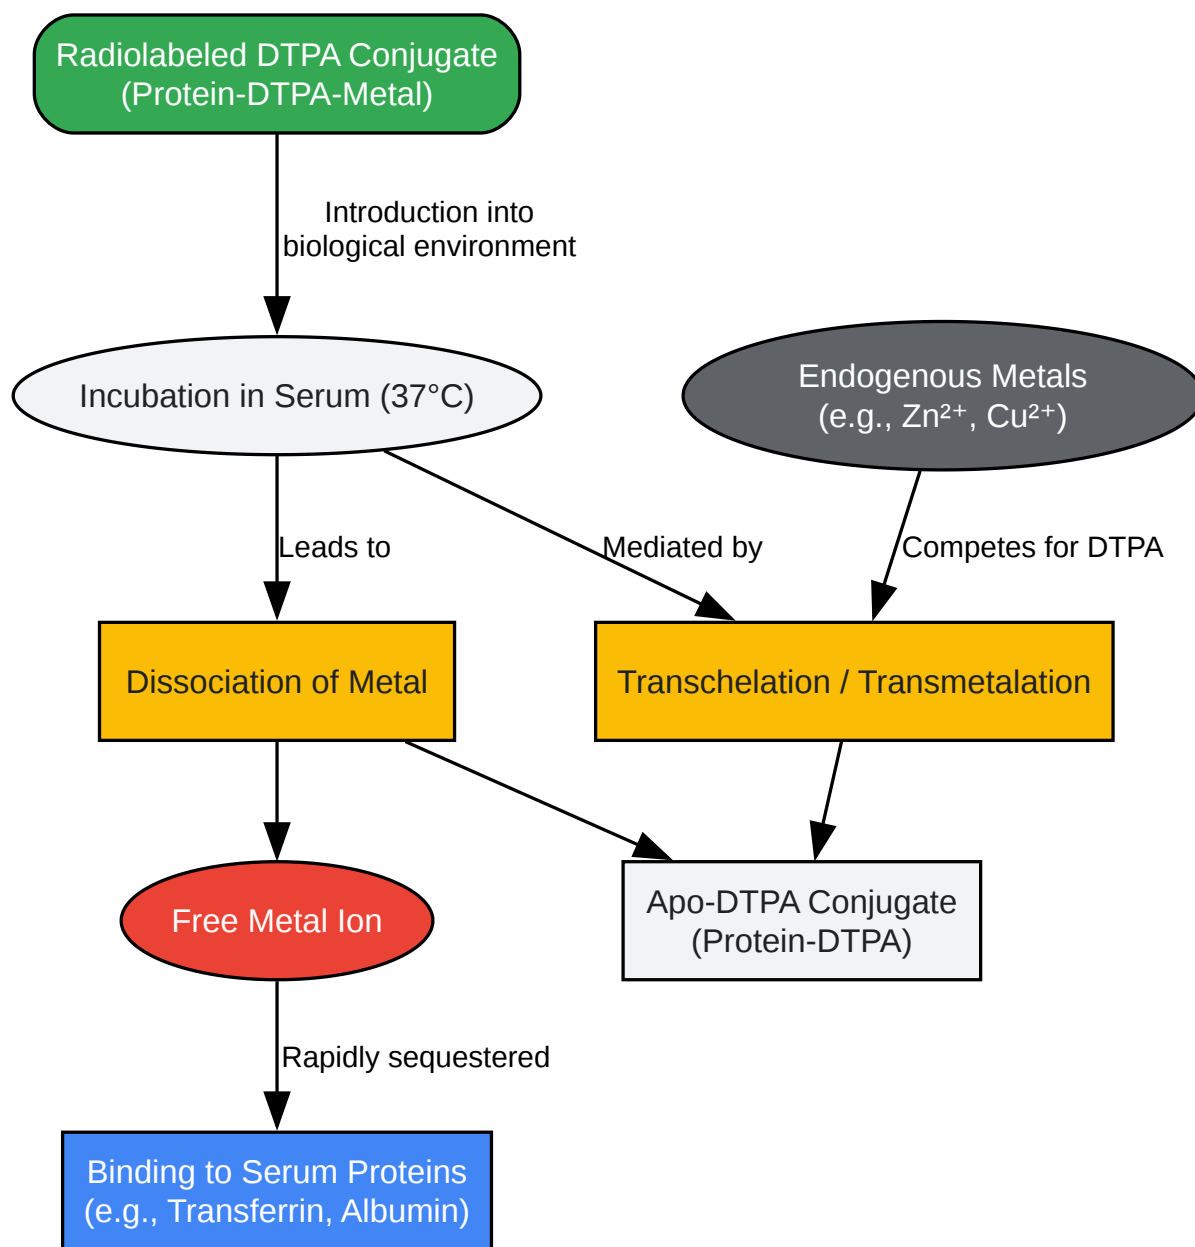 Radiolabeled DTPA Conjugate
(Protein-DTPA-Metal)
Introduction into
biological environment
Incubation in Serum (37°C)
Endogenous Metals
(e.g., Zn²⁺, Cu²⁺)
Leads to
Mediated by
Competes for DTPA
Dissociation of Metal
Transchelation / Transmetalation
Free Metal Ion
Apo-DTPA Conjugate
(Protein-DTPA)
Rapidly sequestered
Binding to Serum Proteins
(e.g., Transferrin, Albumin)